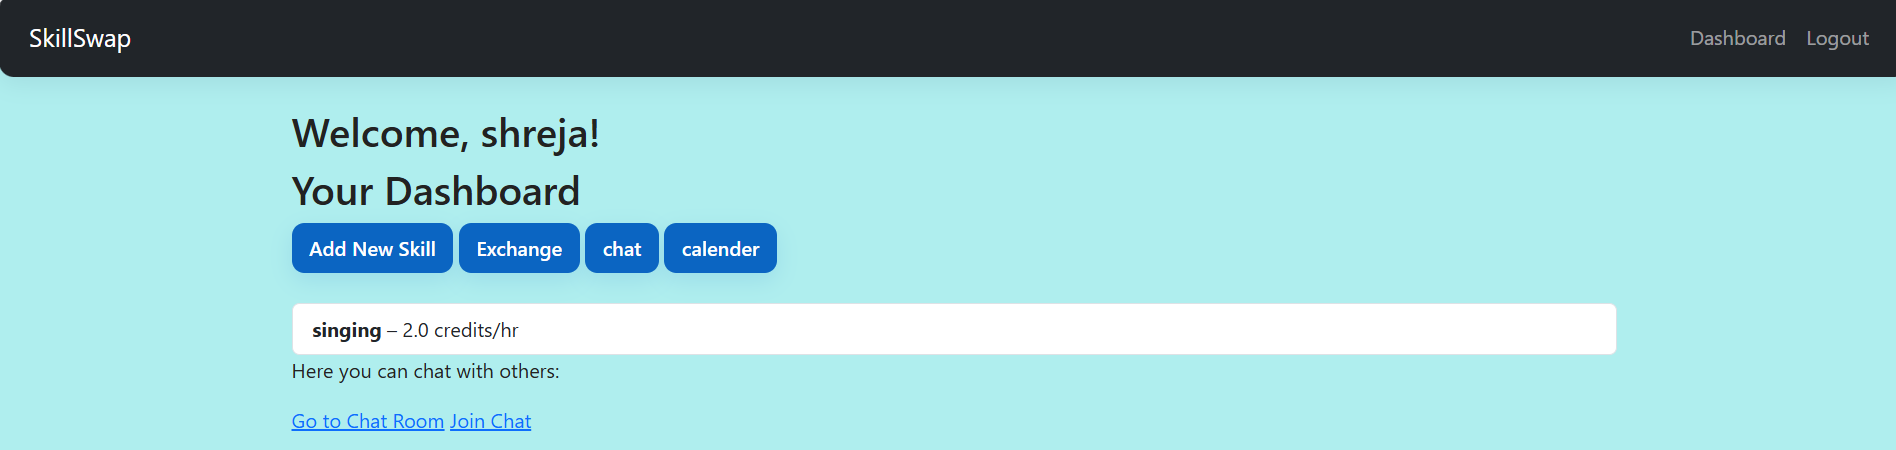 SkillSwap Dashboard Logout
Welcome, shreja!
Your Dashboard
Add New Skill Exchange chat calender
singing – 2.0 credits/hr
Here you can chat with others:
Go to Chat Room Join Chat